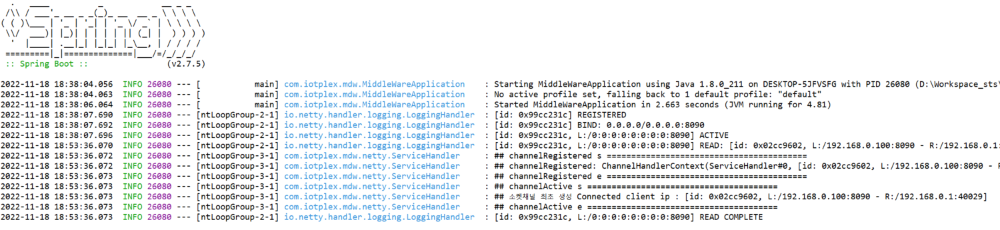 .   ____          _            __ _ _
 /\\ / ___'_ __ _ _(_)_ __  __ _ \ \ \ \
( ( )\___ | '_ | '_| | '_ \/ _` | \ \ \ \
 \\/  ___)| |_)| | | | | || (_| |  ) ) ) )
  '  |____| .__|_| |_|_| |_\__, | / / / /
 =========|_|==============|___/=/_/_/_/
 :: Spring Boot ::                (v2.7.5)
2022-11-18 18:38:04.056  INFO 26080 --- [           main] com.iotplex.mdw.MiddleWareApplication    : Starting MiddleWareApplication using Java 1.8.0_211 on DESKTOP-5JFVSFG with PID 26080 (D:\Workspace_sts\
2022-11-18 18:38:04.063  INFO 26080 --- [           main] com.iotplex.mdw.MiddleWareApplication    : No active profile set, falling back to 1 default profile: "default"
2022-11-18 18:38:06.064  INFO 26080 --- [           main] com.iotplex.mdw.MiddleWareApplication    : Started MiddleWareApplication in 2.663 seconds (JVM running for 4.81)
2022-11-18 18:38:07.690  INFO 26080 --- [ntLoopGroup-2-1] io.netty.handler.logging.LoggingHandler  : [id: 0x99cc231c] REGISTERED
2022-11-18 18:38:07.692  INFO 26080 --- [ntLoopGroup-2-1] io.netty.handler.logging.LoggingHandler  : [id: 0x99cc231c] BIND: 0.0.0.0/0.0.0.0:8090
2022-11-18 18:38:07.696  INFO 26080 --- [ntLoopGroup-2-1] io.netty.handler.logging.LoggingHandler  : [id: 0x99cc231c, L:/0:0:0:0:0:0:0:0:8090] ACTIVE
2022-11-18 18:53:36.070  INFO 26080 --- [ntLoopGroup-2-1] io.netty.handler.logging.LoggingHandler  : [id: 0x99cc231c, L:/0:0:0:0:0:0:0:0:8090] READ: [id: 0x02cc9602, L:/192.168.0.100:8090 - R:/192.168.0.1:
2022-11-18 18:53:36.072  INFO 26080 --- [ntLoopGroup-3-1] com.iotplex.mdw.netty.ServiceHandler     : ## channelRegistered s =========================================
2022-11-18 18:53:36.072  INFO 26080 --- [ntLoopGroup-3-1] com.iotplex.mdw.netty.ServiceHandler     : ## channelRegistered: ChannelHandlerContext(ServiceHandler#0, [id: 0x02cc9602, L:/192.168.0.100:8090 - R
2022-11-18 18:53:36.073  INFO 26080 --- [ntLoopGroup-3-1] com.iotplex.mdw.netty.ServiceHandler     : ## channelRegistered e =========================================
2022-11-18 18:53:36.073  INFO 26080 --- [ntLoopGroup-3-1] com.iotplex.mdw.netty.ServiceHandler     : ## channelActive s =======================================
2022-11-18 18:53:36.073  INFO 26080 --- [ntLoopGroup-3-1] com.iotplex.mdw.netty.ServiceHandler     : ## 소켓채널 최초 생성 Connected client ip : [id: 0x02cc9602, L:/192.168.0.100:8090 - R:/192.168.0.1:40029]
2022-11-18 18:53:36.073  INFO 26080 --- [ntLoopGroup-3-1] com.iotplex.mdw.netty.ServiceHandler     : ## channelActive e =======================================
2022-11-18 18:53:36.073  INFO 26080 --- [ntLoopGroup-2-1] io.netty.handler.logging.LoggingHandler  : [id: 0x99cc231c, L:/0:0:0:0:0:0:0:0:8090] READ COMPLETE